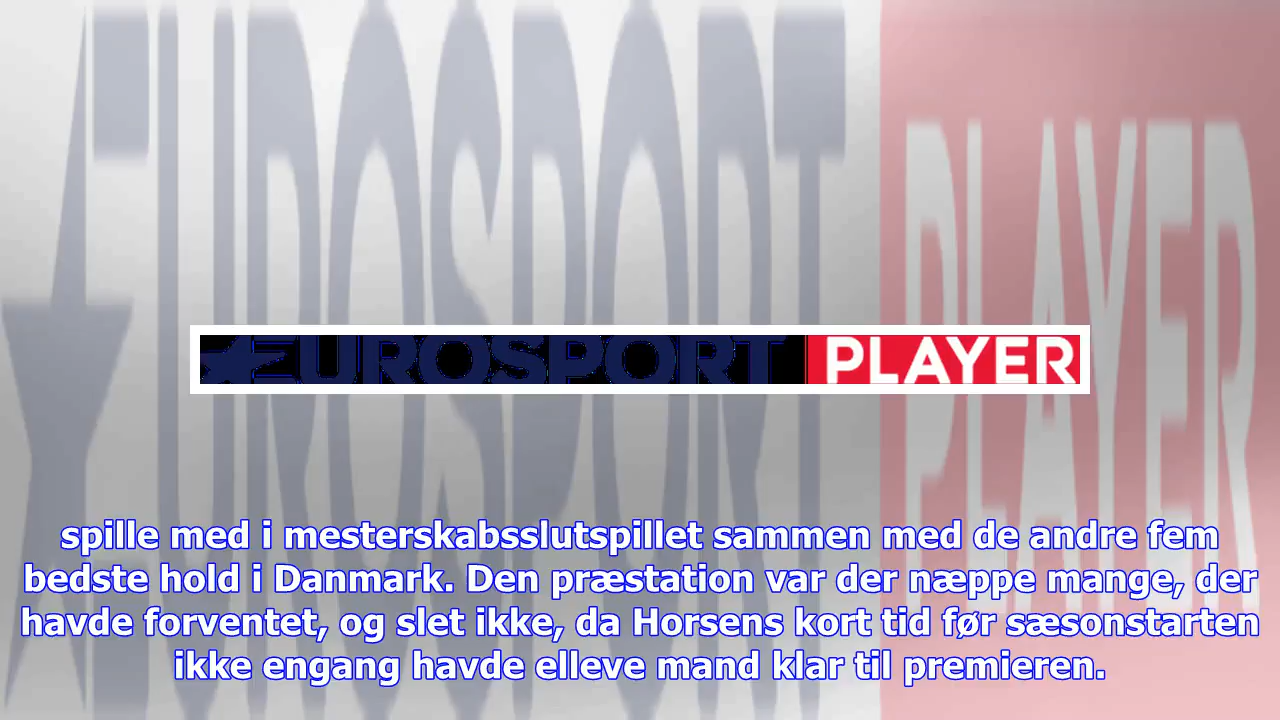 EUROSPORT PLAYER
EUROSPORT PLAYER
spille med i mesterskabsslutspillet sammen med de andre fem
bedste hold i Danmark. Den præstation var der næppe mange, der
havde forventet, og slet ikke, da Horsens kort tid før sæsonstarten
ikke engang havde elleve mand klar til premieren.